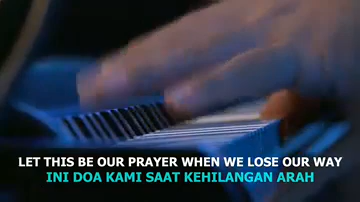 LET THIS BE OUR PRAYER WHEN WE LOSE OUR WAY
INI DOA KAMI SAAT KEHILANGAN ARAH